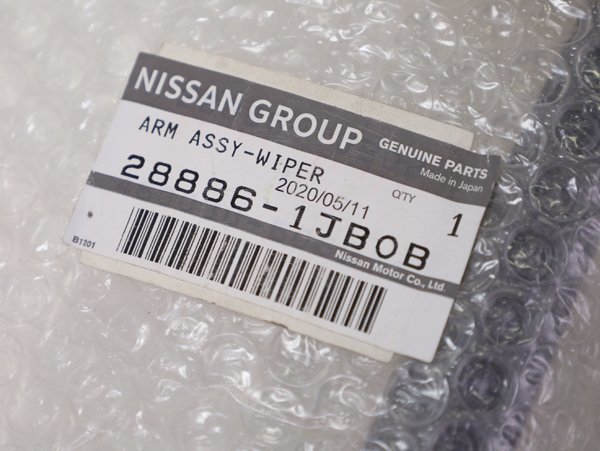 NISSAN GROUP GENUINE PARTS
Made in Japan
ARM ASSY-WIPER
2020/05/11
QTY
1
28886-1JB0B
Nissan Motor Co., Ltd.
B1201